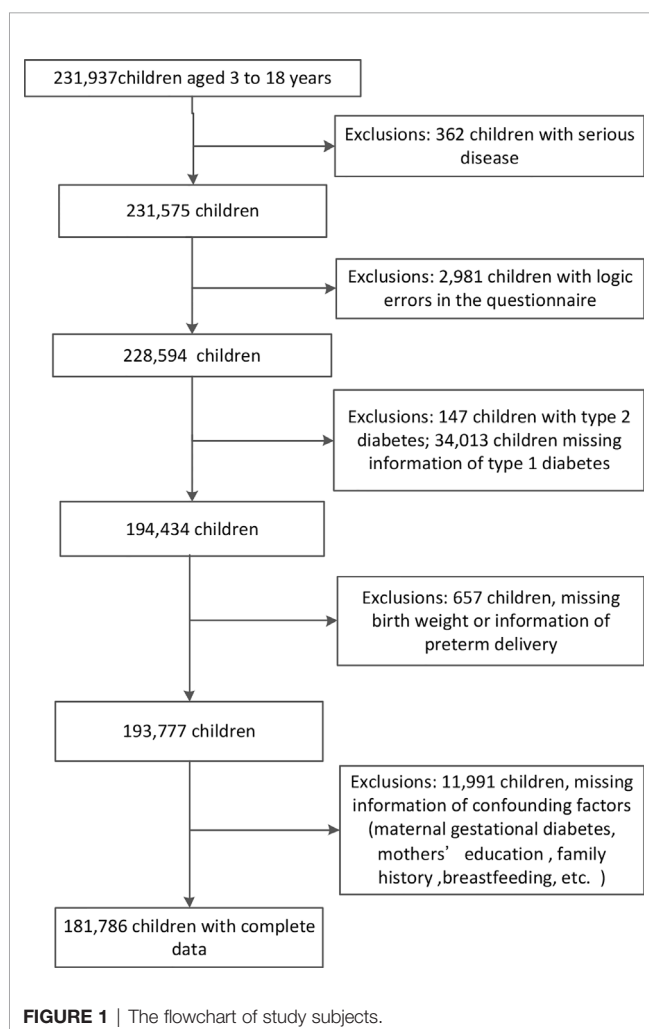 231,937children aged 3 to 18 years
Exclusions: 362 children with serious
disease
231,575 children
Exclusions: 2,981 children with logic
errors in the questionnaire
228,594 children
Exclusions: 147 children with type 2
diabetes; 34,013 children missing
information of type 1 diabetes
194,434 children
Exclusions: 657 children, missing
birth weight or information of
preterm delivery
193,777 children
Exclusions: 11,991 children, missing
information of confounding factors
(maternal gestational diabetes,
mothers’ education , family
history ,breastfeeding, etc. )
181,786 children with complete
data
FIGURE 1 | The flowchart of study subjects.